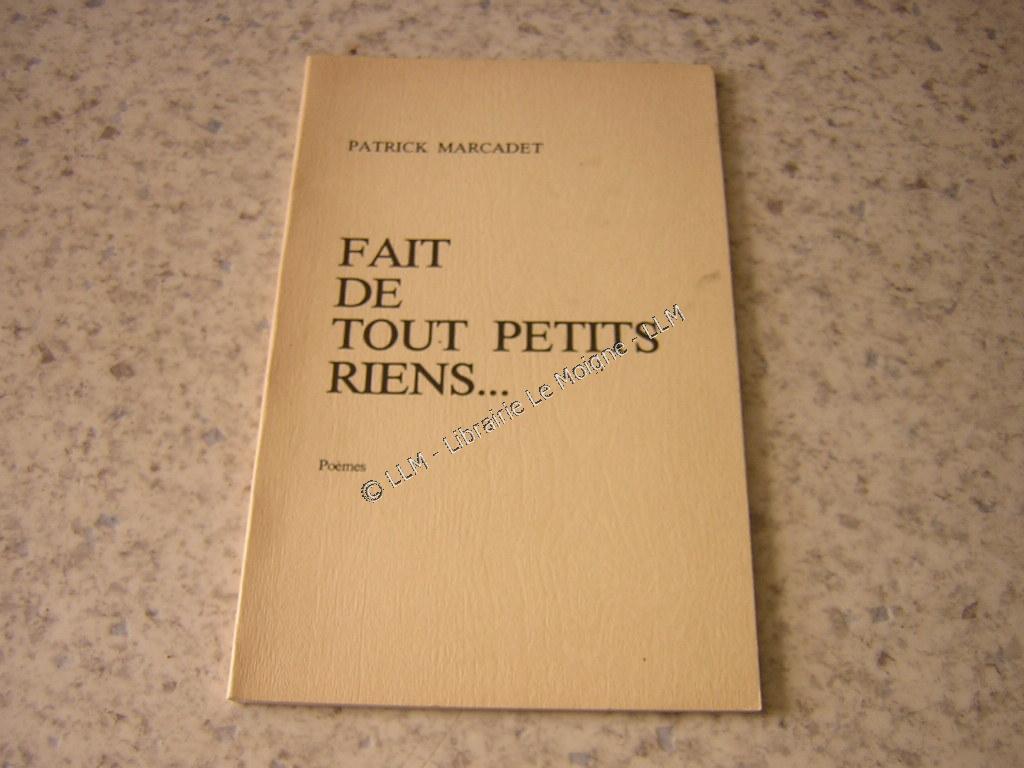 PATRICK MARCADET
FAIT
DE
TOUT PETITS
RIENS...
Poèmes
© LLM - Librairie Le Moigne - LLM